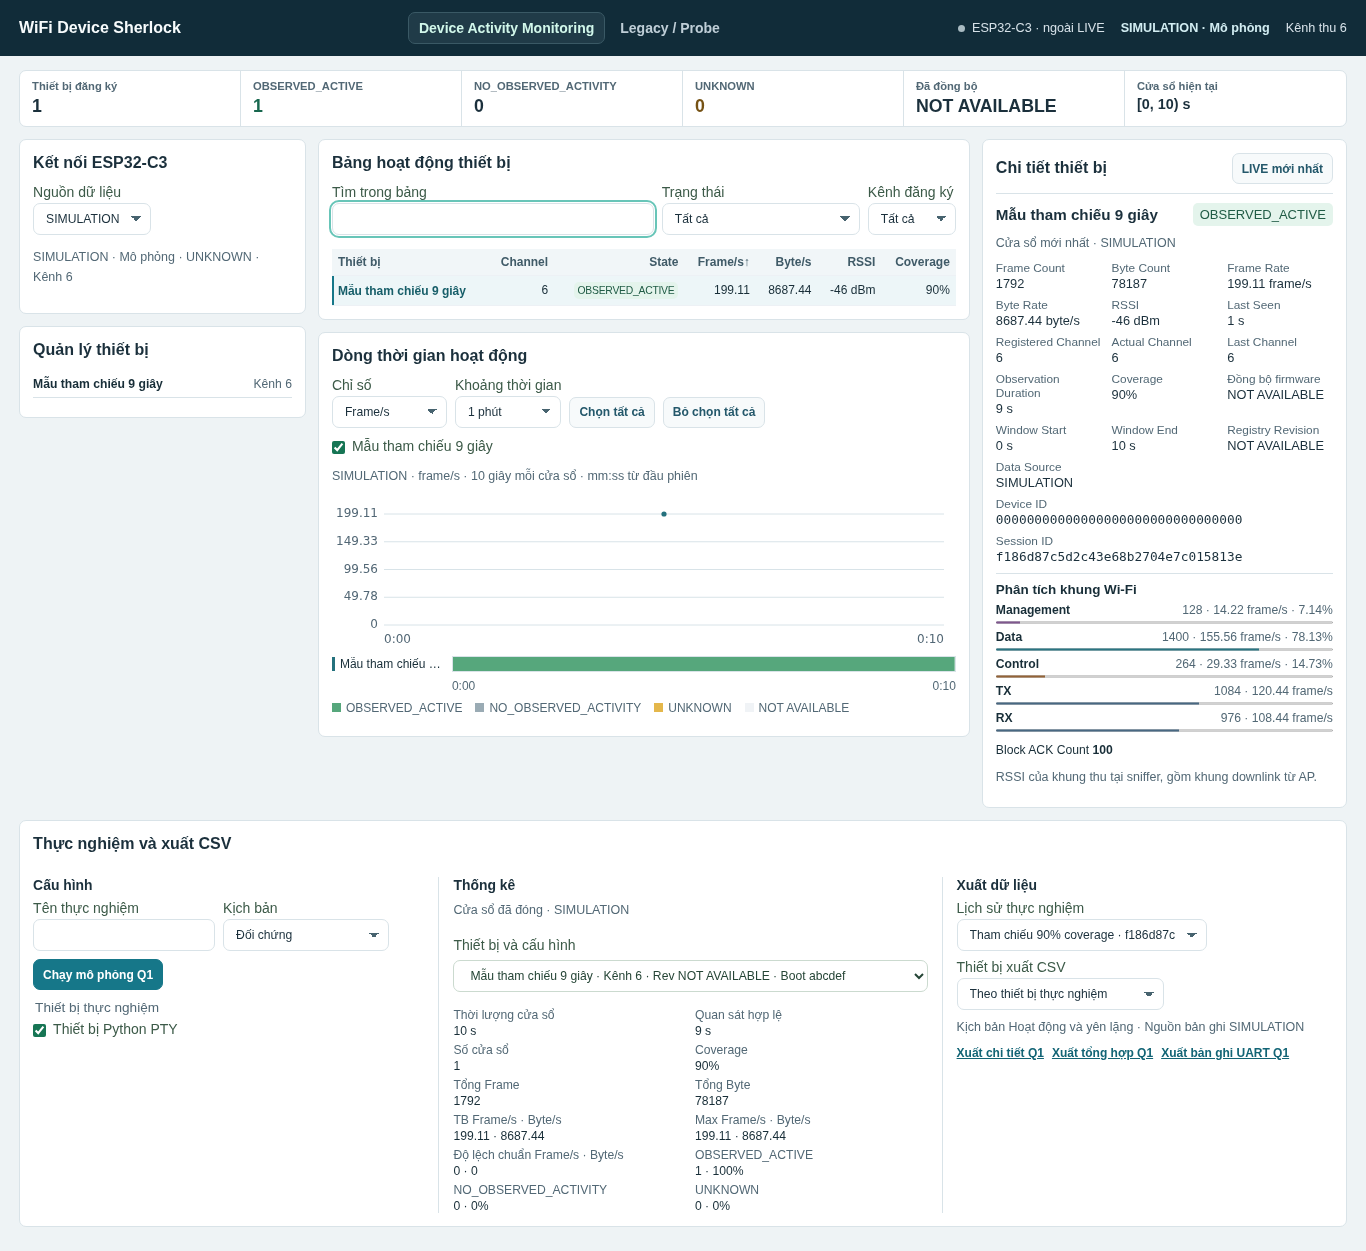 WiFi Device Sherlock
Device Activity Monitoring
Legacy / Probe
ESP32-C3 · ngoài LIVE
SIMULATION · Mô phỏng
Kênh thu 6
Thiết bị đăng ký
1
OBSERVED_ACTIVE
1
NO_OBSERVED_ACTIVITY
0
UNKNOWN
0
Đã đồng bộ
NOT AVAILABLE
Cửa sổ hiện tại
[0, 10) s
Kết nối ESP32-C3
Nguồn dữ liệu
SIMULATION
SIMULATION · Mô phỏng · UNKNOWN ·
Kênh 6
Quản lý thiết bị
Mẫu tham chiếu 9 giây Kênh 6
Bảng hoạt động thiết bị
Tìm trong bảng Trạng thái Kênh đăng ký
Tất cả Tất cả
Thiết bị Channel State Frame/s↑ Byte/s RSSI Coverage
Mẫu tham chiếu 9 giây 6 OBSERVED_ACTIVE 199.11 8687.44 -46 dBm 90%
Dòng thời gian hoạt động
Chỉ số Khoảng thời gian
Frame/s 1 phút Chọn tất cả Bỏ chọn tất cả
Mẫu tham chiếu 9 giây
SIMULATION · frame/s · 10 giây mỗi cửa sổ · mm:ss từ đầu phiên
199.11
149.33
99.56
49.78
0
0:00 0:10
Mẫu tham chiếu ...
0:00 0:10
OBSERVED_ACTIVE NO_OBSERVED_ACTIVITY UNKNOWN NOT AVAILABLE
Chi tiết thiết bị
LIVE mới nhất
Mẫu tham chiếu 9 giây OBSERVED_ACTIVE
Cửa sổ mới nhất · SIMULATION
Frame Count Byte Count Frame Rate
1792 78187 199.11 frame/s
Byte Rate RSSI Last Seen
8687.44 byte/s -46 dBm 1 s
Registered Channel Actual Channel Last Channel
6 6 6
Observation Duration Coverage Đồng bộ firmware
9 s 90% NOT AVAILABLE
Window Start Window End Registry Revision
0 s 10 s NOT AVAILABLE
Data Source
SIMULATION
Device ID
00000000000000000000000000000000
Session ID
f186d87c5d2c43e68b2704e7c015813e
Phân tích khung Wi-Fi
Management 128 · 14.22 frame/s · 7.14%
Data 1400 · 155.56 frame/s · 78.13%
Control 264 · 29.33 frame/s · 14.73%
TX 1084 · 120.44 frame/s
RX 976 · 108.44 frame/s
Block ACK Count 100
RSSI của khung thu tại sniffer, gồm khung downlink từ AP.
Thực nghiệm và xuất CSV
Cấu hình
Tên thực nghiệm Kịch bản
Đối chứng
Chạy mô phỏng Q1
Thiết bị thực nghiệm
Thiết bị Python PTY
Thống kê
Cửa sổ đã đóng · SIMULATION
Thiết bị và cấu hình
Mẫu tham chiếu 9 giây · Kênh 6 · Rev NOT AVAILABLE · Boot abcdef
Thời lượng cửa sổ Quan sát hợp lệ
10 s 9 s
Số cửa sổ Coverage
1 90%
Tổng Frame Tổng Byte
1792 78187
TB Frame/s · Byte/s Max Frame/s · Byte/s
199.11 · 8687.44 199.11 · 8687.44
Độ lệch chuẩn Frame/s · Byte/s OBSERVED_ACTIVE
0 · 0 1 · 100%
NO_OBSERVED_ACTIVITY UNKNOWN
0 · 0% 0 · 0%
Xuất dữ liệu
Lịch sử thực nghiệm
Tham chiếu 90% coverage · f186d87c
Thiết bị xuất CSV
Theo thiết bị thực nghiệm
Kịch bản Hoạt động và yên lặng · Nguồn bản ghi SIMULATION
Xuất chi tiết Q1 Xuất tổng hợp Q1 Xuất bản ghi UART Q1